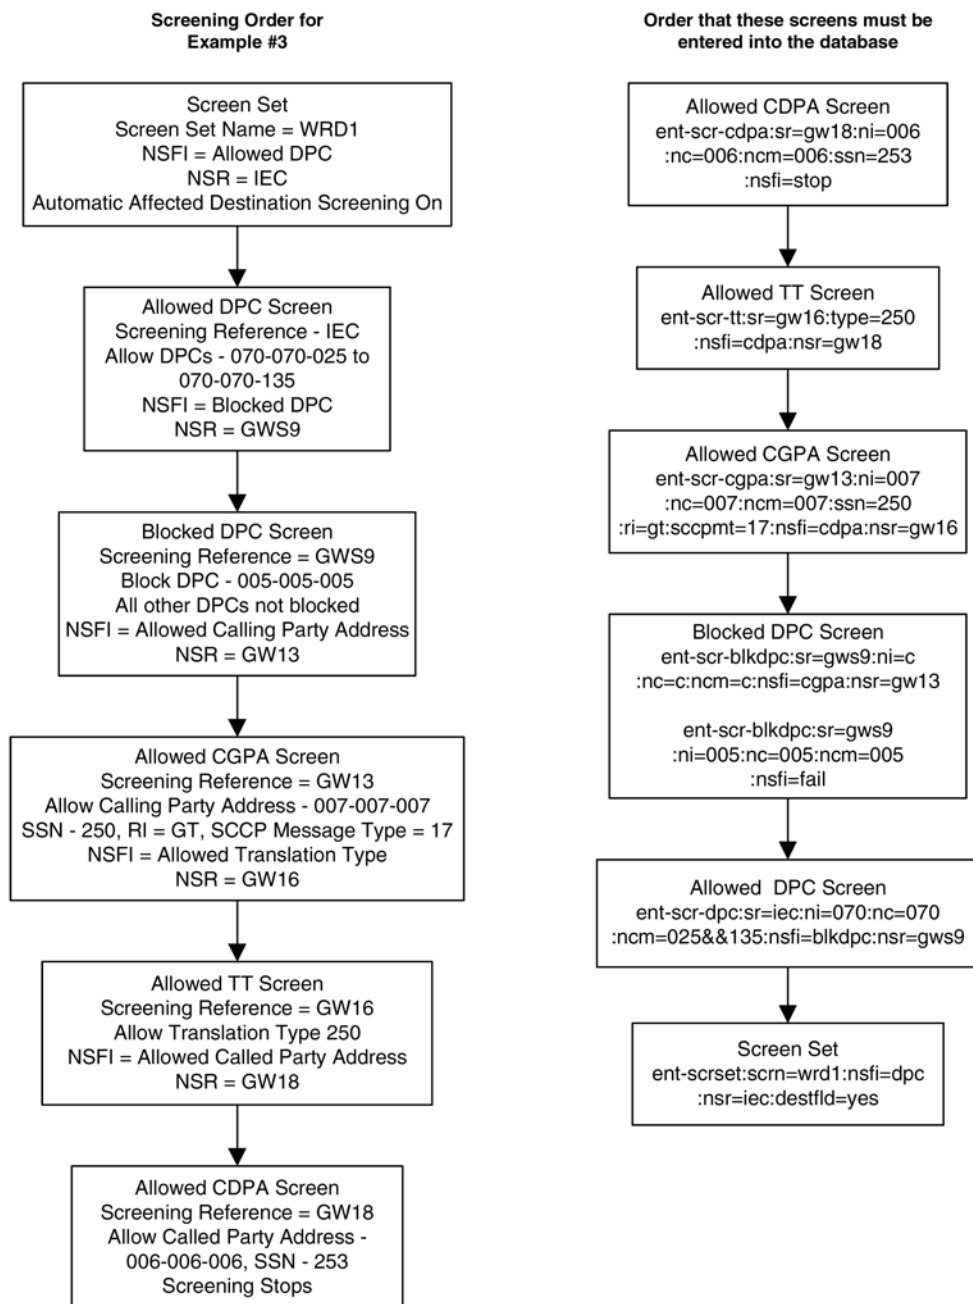 Screening Order for
Example #3
Screen Set
Screen Set Name = WRD1
NSFI = Allowed DPC
NSR = IEC
Automatic Affected Destination Screening On
Allowed DPC Screen
Screening Reference - IEC
Allow DPCs - 070-070-025 to
070-070-135
NSFI = Blocked DPC
NSR = GWS9
Blocked DPC Screen
Screening Reference = GWS9
Block DPC - 005-005-005
All other DPCs not blocked
NSFI = Allowed Calling Party Address
NSR = GW13
Allowed CGPA Screen
Screening Reference = GW13
Allow Calling Party Address - 007-007-007
SSN - 250, RI = GT, SCCP Message Type = 17
NSFI = Allowed Translation Type
NSR = GW16
Allowed TT Screen
Screening Reference = GW16
Allow Translation Type 250
NSFI = Allowed Called Party Address
NSR = GW18
Allowed CDPA Screen
Screening Reference = GW18
Allow Called Party Address -
006-006-006, SSN - 253
Screening Stops
Order that these screens must be
entered into the database
Allowed CDPA Screen
ent-scr-cdpa:sr=gw18:ni=006
:nc=006:ncm=006:ssn=253
:nsfi=stop
Allowed TT Screen
ent-scr-tt:sr=gw16:type=250
:nsfi=cdpa:nsr=gw18
Allowed CGPA Screen
ent-scr-cgpa:sr=gw13:ni=007
:nc=007:ncm=007:ssn=250
:ri=gt:sccpmt=17:nsfi=cdpa:nsr=gw16
Blocked DPC Screen
ent-scr-blkdpc:sr=gws9:ni=c
:nc=c:ncm=c:nsfi=cgpa:nsr=gw13
ent-scr-blkdpc:sr=gws9
:ni=005:nc=005:ncm=005
:nsfi=fail
Allowed DPC Screen
ent-scr-dpc:sr=iec:ni=070:nc=070
:ncm=025&&135:nsfi=blkdpc:nsr=gws9
Screen Set
ent-scrset:scrn=wrd1:nsfi=dpc
:nsr=iec:destfld=yes